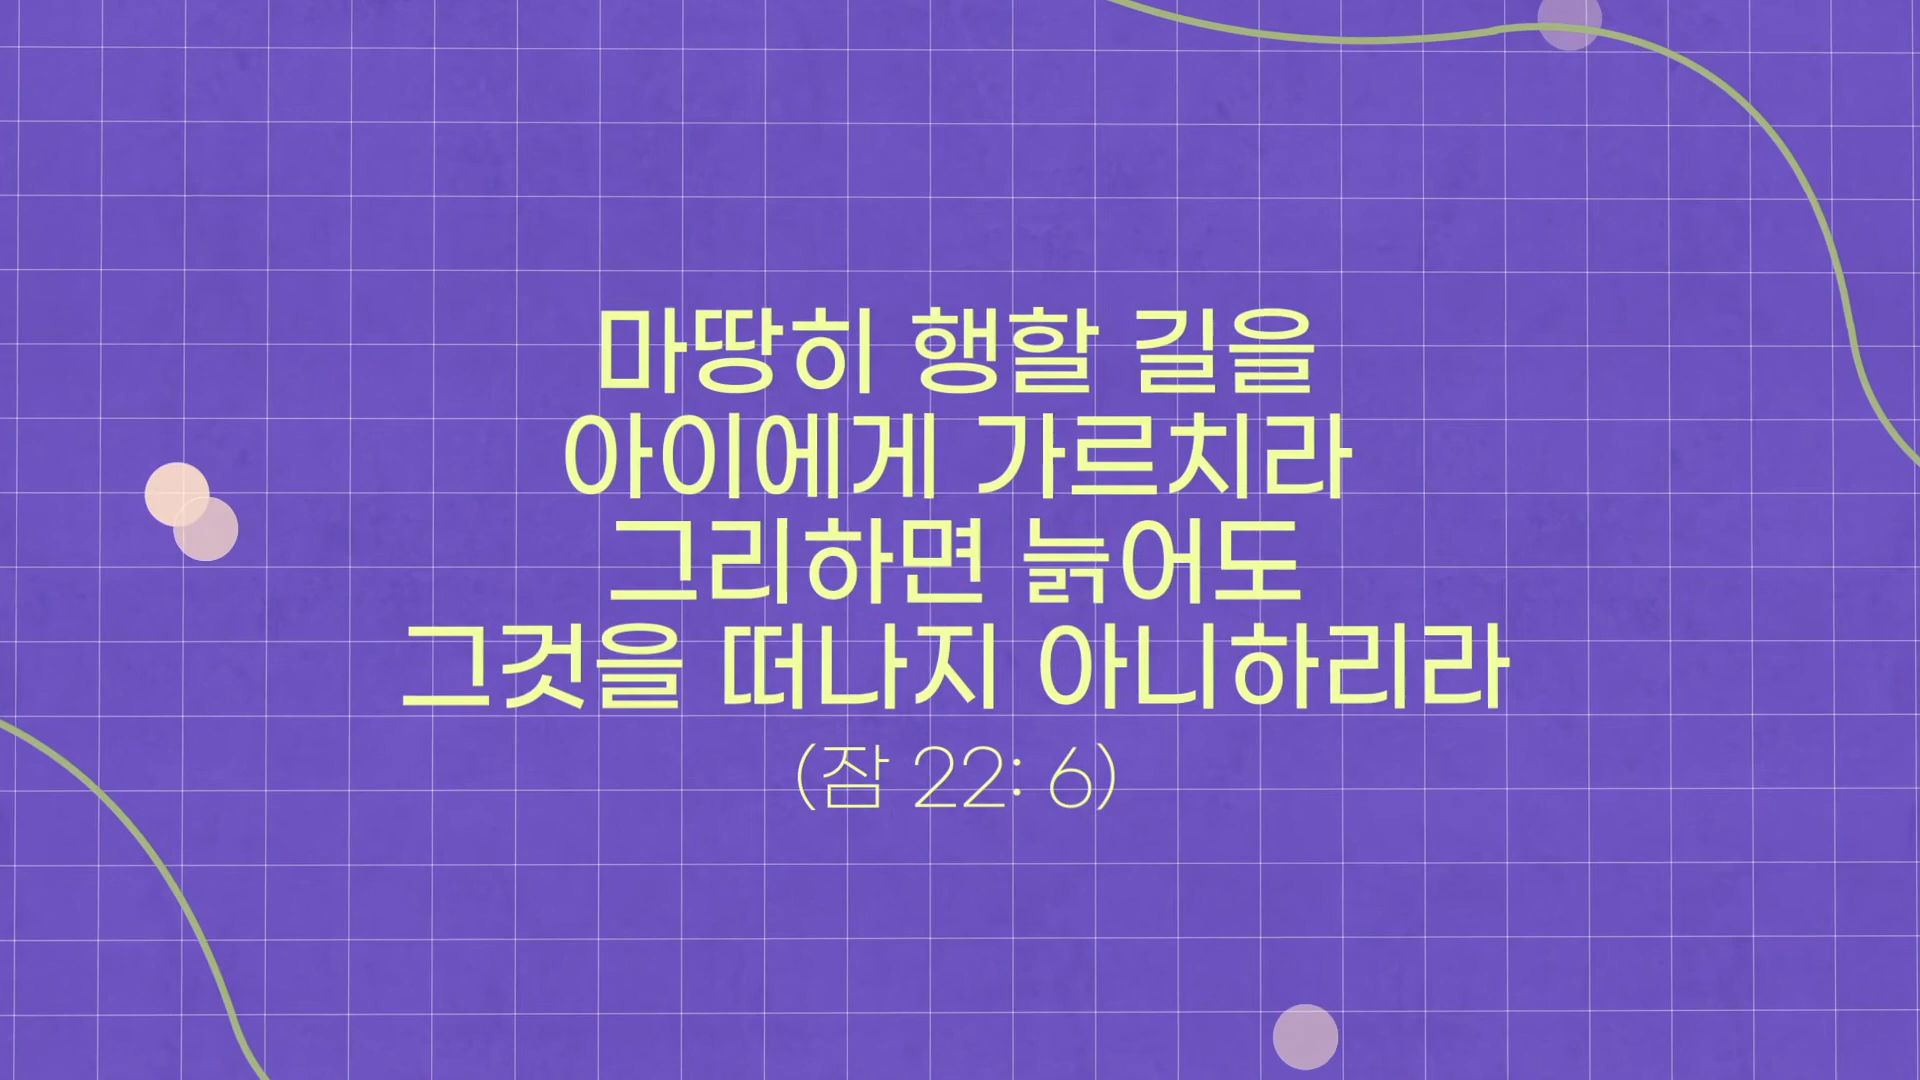 마땅히 행할 길을
아이에게 가르치라
그리하면 늙어도
그것을 떠나지 아니하리라
(잠 22: 6)